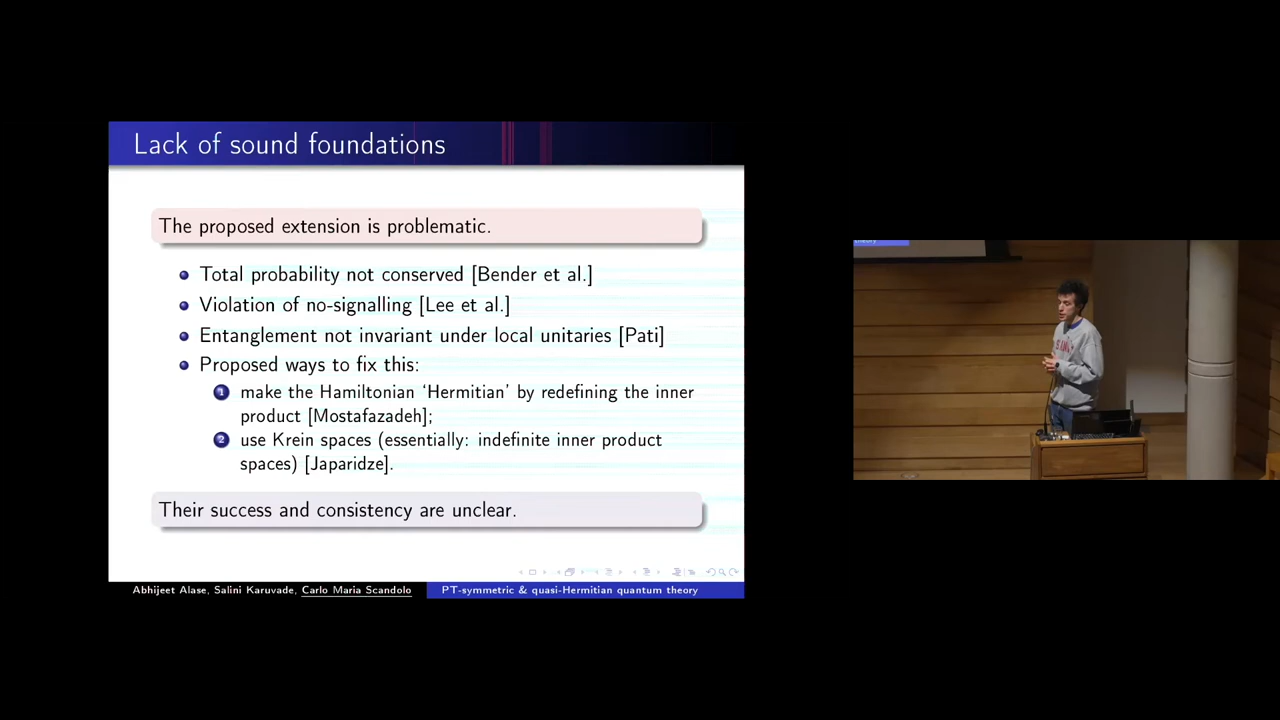 Lack of sound foundations
The proposed extension is problematic.
Total probability not conserved [Bender et al.]
Violation of no-signalling [Lee et al.]
Entanglement not invariant under local unitaries [Pati]
Proposed ways to fix this:
1 make the Hamiltonian ‘Hermitian’ by redefining the inner
product [Mostafazadeh];
2 use Krein spaces (essentially: indefinite inner product
spaces) [Japaridze].
Their success and consistency are unclear.
Abhijeet Alase, Salini Karuvade, Carlo Maria Scandolo
PT-symmetric & quasi-Hermitian quantum theory